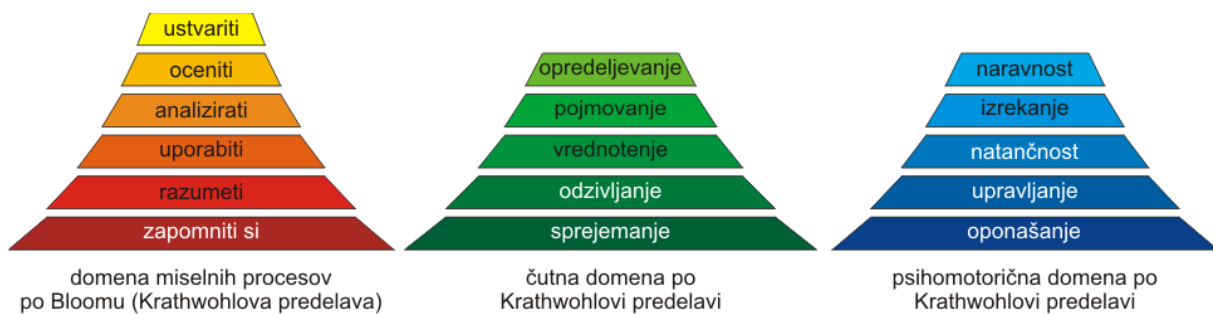 ustvariti
oceniti
analizirati
uporabiti
razumeti
zapomniti si
domena miselnih procesov
po Bloomu (Krathwohlova predelava)
opredeljevanje
pojmovanje
vrednotenje
odzivljanje
sprejemanje
čutna domena po
Krathwohlovi predelavi
naravnost
izrekanje
natančnost
upravljanje
oponašanje
psihomotorična domena po
Krathwohlovi predelavi